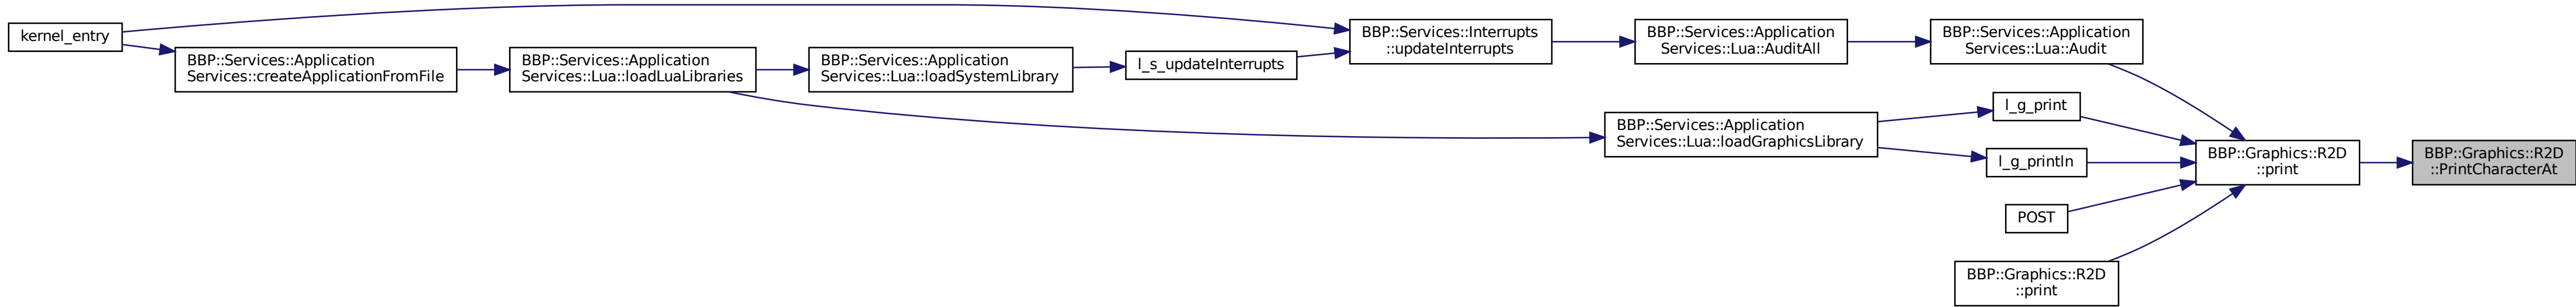 kernel_entry
BBP::Services::Application
Services::createApplicationFromFile
BBP::Services::Application
Services::Lua::loadLuaLibraries
BBP::Services::Application
Services::Lua::loadSystemLibrary
l_s_updateInterrupts
BBP::Services::Interrupts
::updateInterrupts
BBP::Services::Application
Services::Lua::AuditAll
BBP::Services::Application
Services::Lua::Audit
BBP::Services::Application
Services::Lua::loadGraphicsLibrary
l_g_print
l_g_println
POST
BBP::Graphics::R2D
::print
BBP::Graphics::R2D
::print
BBP::Graphics::R2D
::PrintCharacterAt